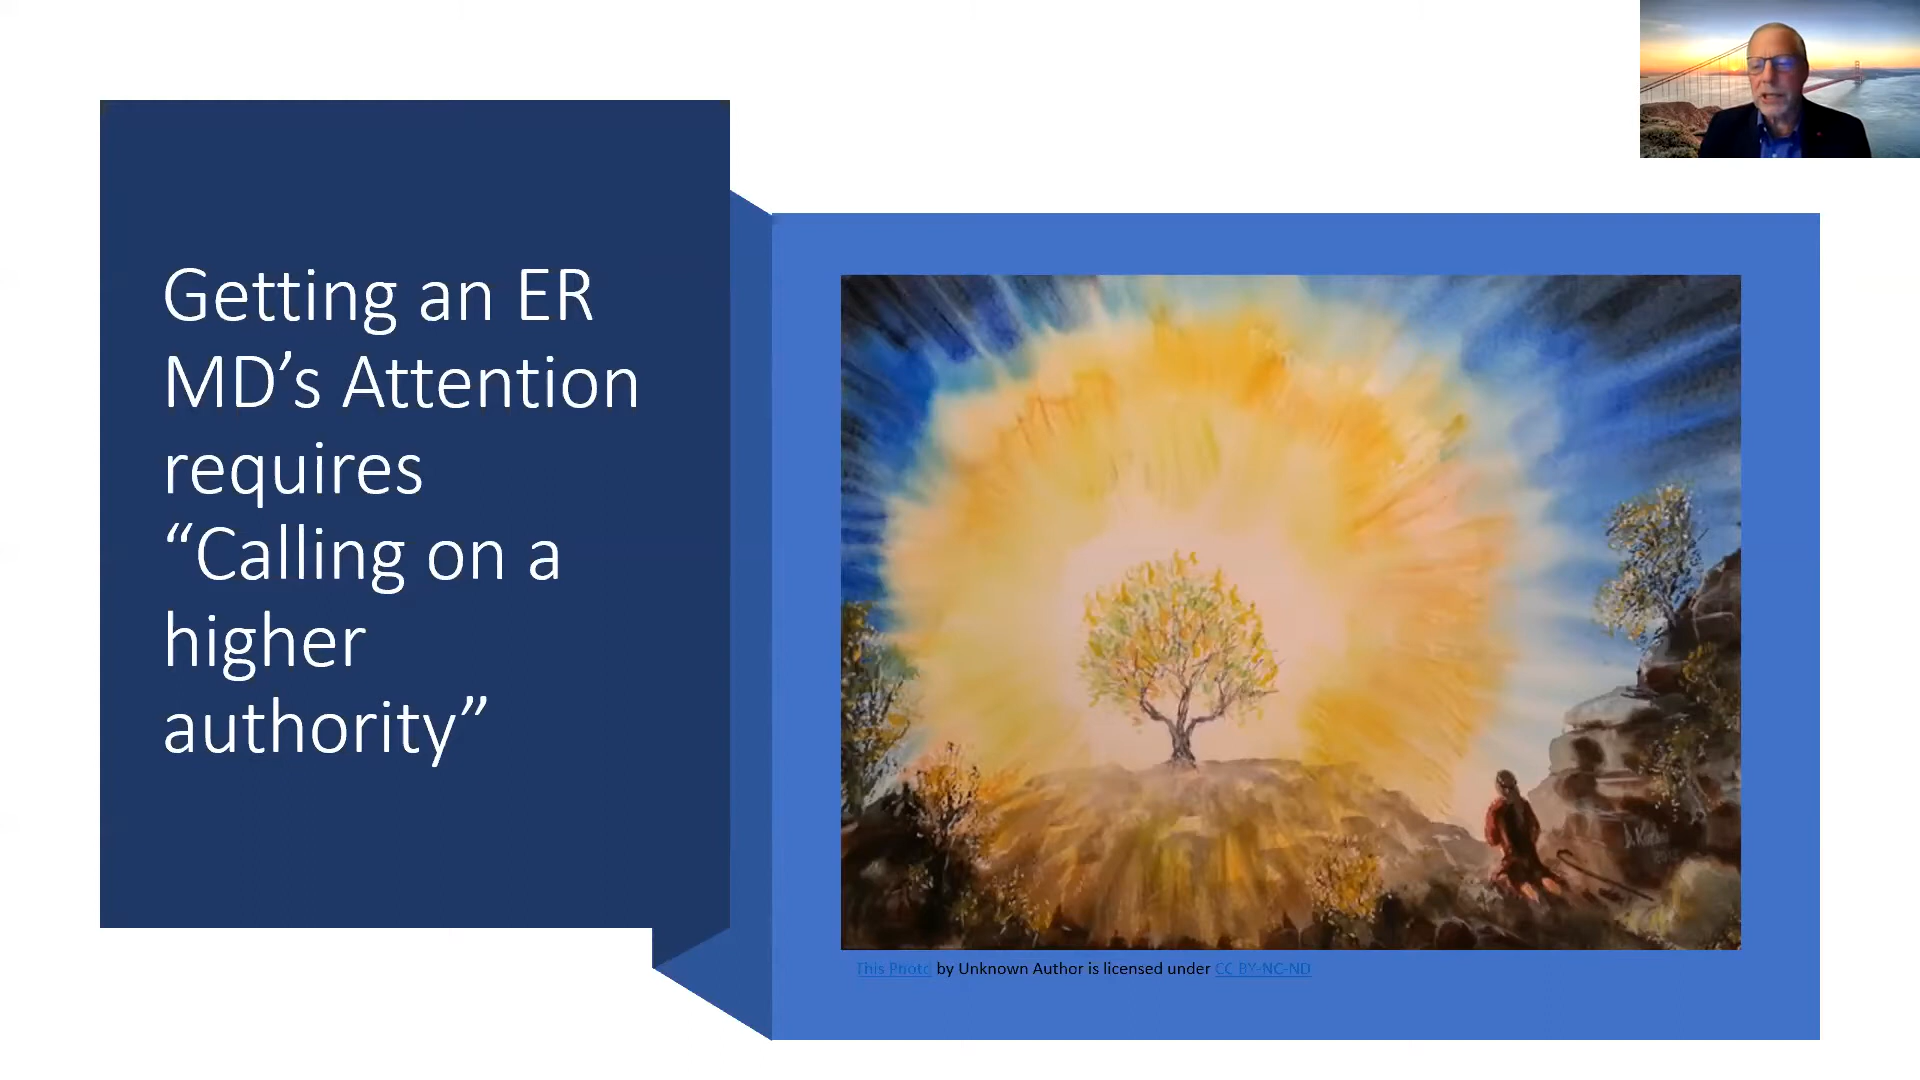 Getting an ER
MD’s Attention
requires
“Calling on a
higher
authority”
This Photo by Unknown Author is licensed under CC BY-NC-ND